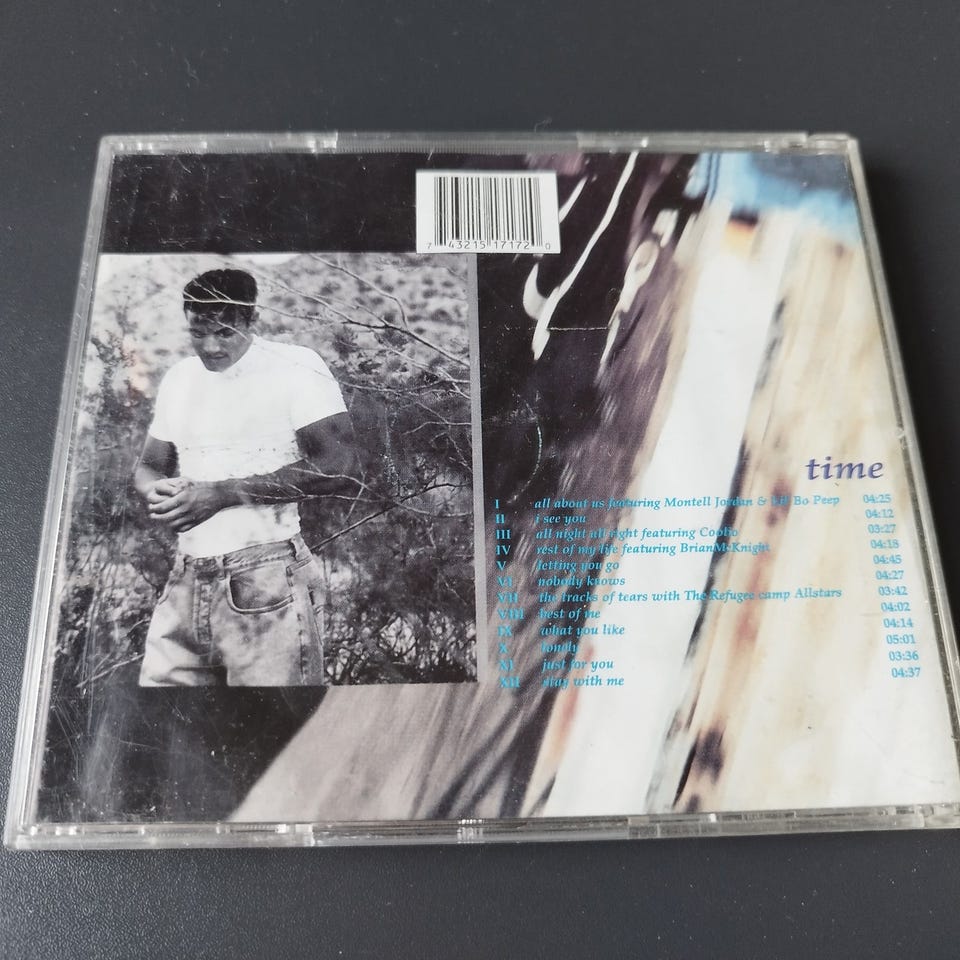 7 43215 17172 0
time
I all about us featuring Montell Jordan & Lil Bo Peep 04:25
II i see you 04:12
III all night all right featuring Coolio 03:27
IV rest of my life featuring BrianMcKnight 04:18
V letting you go 04:45
VI nobody knows 04:27
VII the tracks of tears with The Refugee camp Allstars 03:42
VIII best of me 04:02
IX what you like 04:14
X lonely 05:01
XI just for you 03:36
XII stay with me 04:37